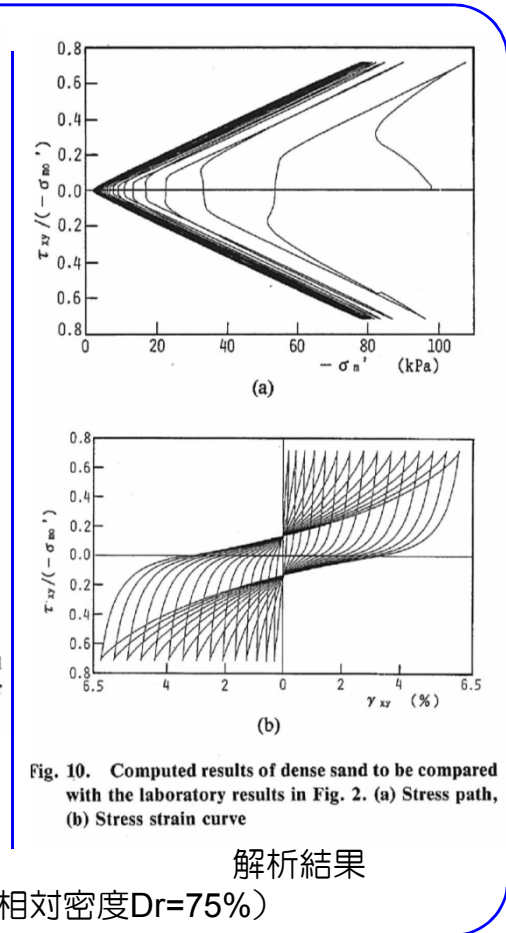 0.8
0.6
0.4
0.2
0.0
0.2
0.4
0.6
0.8
τxy/(-σmo')
0 20 40 60 80 100
-σm' (kPa)
(a)
0.8
0.6
0.4
0.2
0.0
0.2
0.4
0.6
0.8
τxy/(-σmo')
6.5 4 2 0 2 4 6.5
γxy (%)
(b)
Fig. 10. Computed results of dense sand to be compared
with the laboratory results in Fig. 2. (a) Stress path,
(b) Stress strain curve
解析結果
相対密度Dr=75%）